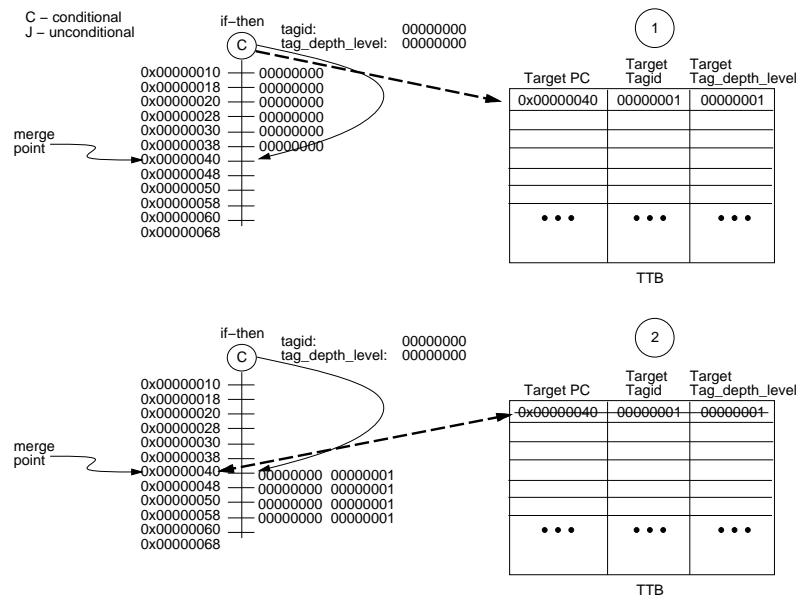 C – conditional
J – unconditional
if–then
tagid: 00000000
tag_depth_level: 00000000
C
1
0x00000010 00000000
0x00000018 00000000
0x00000020 00000000
0x00000028 00000000
0x00000030 00000000
0x00000038 00000000
0x00000040
0x00000048
0x00000050
0x00000058
0x00000060
0x00000068
merge
point
Target PC
Target
Tagid
Target
Tag_depth_level
0x00000040 00000001 00000001
• • • • • • • • •
TTB
if–then
tagid: 00000000
tag_depth_level: 00000000
C
2
0x00000010
0x00000018
0x00000020
0x00000028
0x00000030
0x00000038
0x00000040 00000000 00000001
0x00000048 00000000 00000001
0x00000050 00000000 00000001
0x00000058 00000000 00000001
0x00000060
0x00000068
merge
point
Target PC
Target
Tagid
Target
Tag_depth_level
0x00000040 00000001 00000001
• • • • • • • • •
TTB